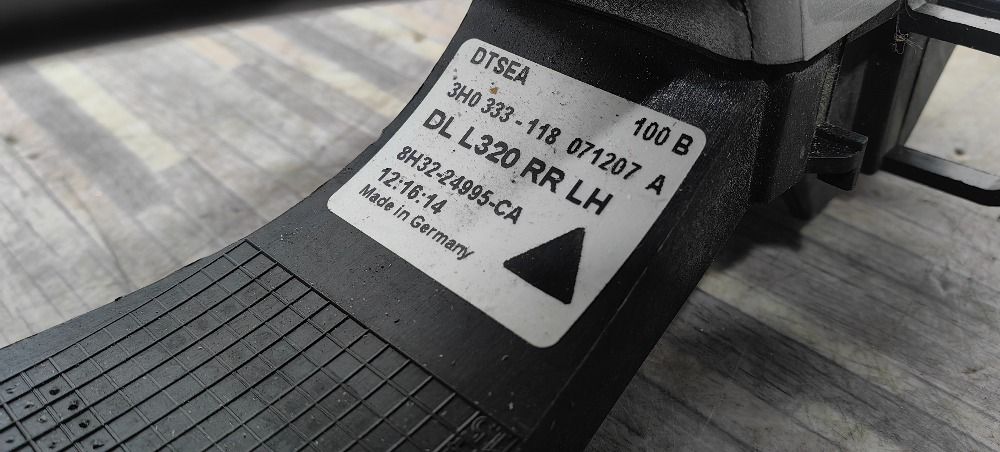 DTSEA
100 B
3H0 333 - 118 071207 A
DL L320 RR LH
8H32-24995-CA
12:16:14
Made in Germany